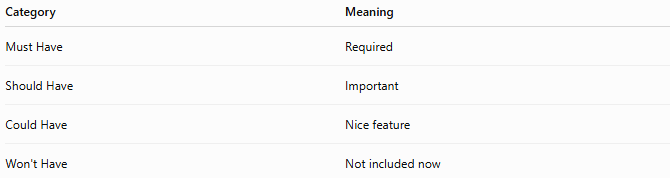 Category Meaning
Must Have Required
Should Have Important
Could Have Nice feature
Won't Have Not included now